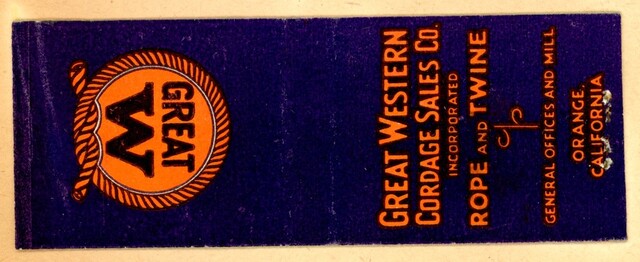 GREAT
W
GREAT WESTERN
CORDAGE SALES CO.
INCORPORATED
ROPE AND TWINE
GENERAL OFFICES AND MILL
ORANGE,
CALIFORNIA